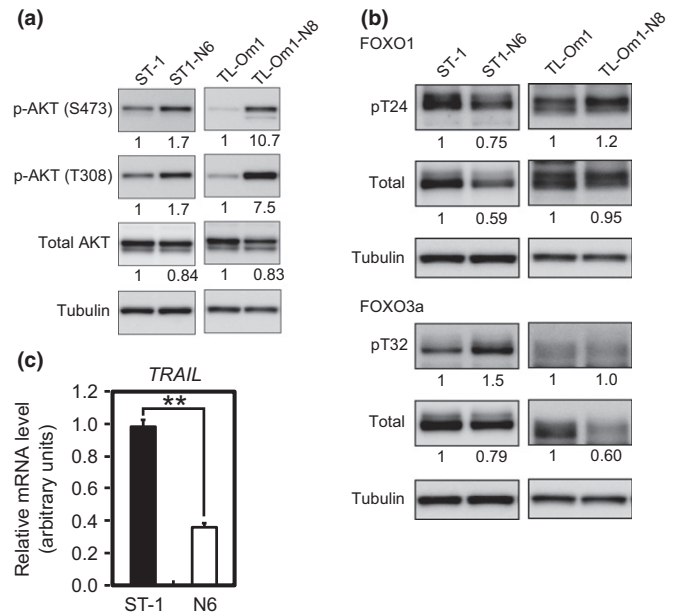 (a)
ST-1 ST1-N6 TL-Om1 TL-Om1-N8
p-AKT (S473)
1 1.7 1 10.7
p-AKT (T308)
1 1.7 1 7.5
Total AKT
1 0.84 1 0.83
Tubulin
(b)
FOXO1
ST-1 ST1-N6 TL-Om1 TL-Om1-N8
pT24
1 0.75 1 1.2
Total
1 0.59 1 0.95
Tubulin
FOXO3a
pT32
1 1.5 1 1.0
Total
1 0.79 1 0.60
Tubulin
(c)
TRAIL
Relative mRNA level
(arbitrary units)
1.2
1.0
0.8
0.6
0.4
0.2
0.0
**
ST-1 N6